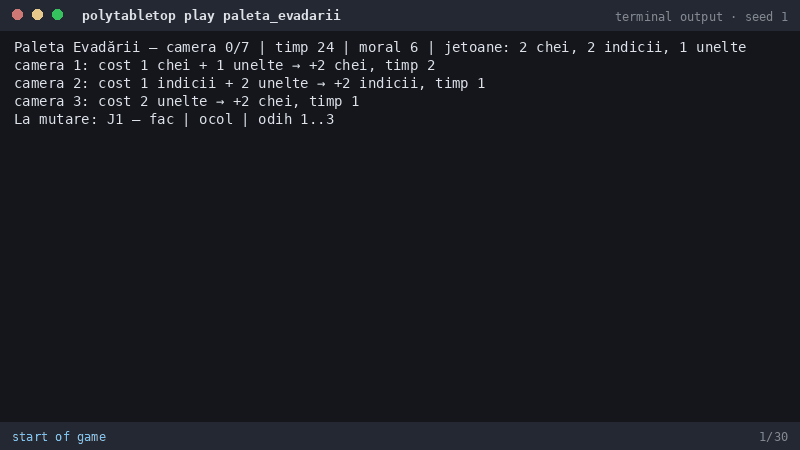 polytabletop play paleta_evadarii
terminal output · seed 1
Paleta Evadării — camera 0/7 | timp 24 | moral 6 | jetoane: 2 chei, 2 indicii, 1 unelte
camera 1: cost 1 chei + 1 unelte → +2 chei, timp 2
camera 2: cost 1 indicii + 2 unelte → +2 indicii, timp 1
camera 3: cost 2 unelte → +2 chei, timp 1
La mutare: J1 — fac | ocol | odih 1..3
start of game
1/30